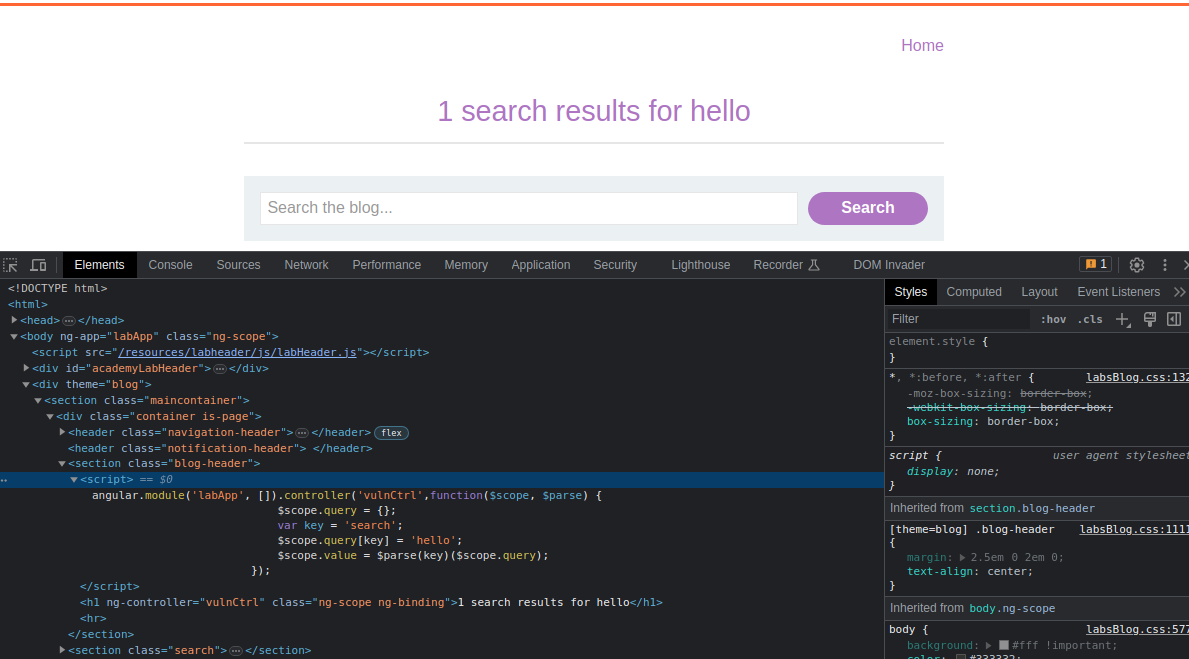 Home
1 search results for hello
Search the blog...
Search
Elements Console Sources Network Performance Memory Application Security Lighthouse Recorder DOM Invader 1
<!DOCTYPE html>
<html>
<head>…</head>
<body ng-app="labApp" class="ng-scope">
<script src="/resources/labheader/js/labHeader.js"></script>
<div id="academyLabHeader">…</div>
<div theme="blog">
<section class="maincontainer">
<div class="container is-page">
<header class="navigation-header">…</header> flex
<header class="notification-header"> </header>
<section class="blog-header">
… <script> == $0
angular.module('labApp', []).controller('vulnCtrl',function($scope, $parse) {
$scope.query = {};
var key = 'search';
$scope.query[key] = 'hello';
$scope.value = $parse(key)($scope.query);
});
</script>
<h1 ng-controller="vulnCtrl" class="ng-scope ng-binding">1 search results for hello</h1>
<hr>
</section>
<section class="search">…</section>
Styles Computed Layout Event Listeners
Filter :hov .cls
element.style {
}
*, *:before, *:after { labsBlog.css:132
-moz-box-sizing: border-box;
-webkit-box-sizing: border-box;
box-sizing: border-box;
}
script { user agent stylesheet
display: none;
}
Inherited from section.blog-header
[theme=blog] .blog-header labsBlog.css:1111
{
margin: 2.5em 0 2em 0;
text-align: center;
}
Inherited from body.ng-scope
body { labsBlog.css:577
background: #fff !important;
color: #333332;